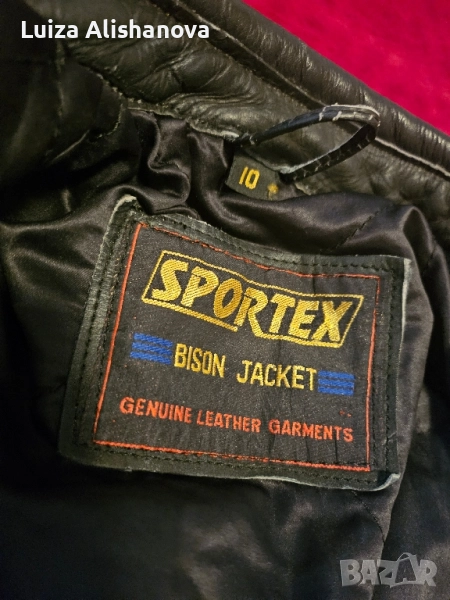 Luiza Alishanova
10
SPORTEX
BISON JACKET
GENUINE LEATHER GARMENTS
BAZAR